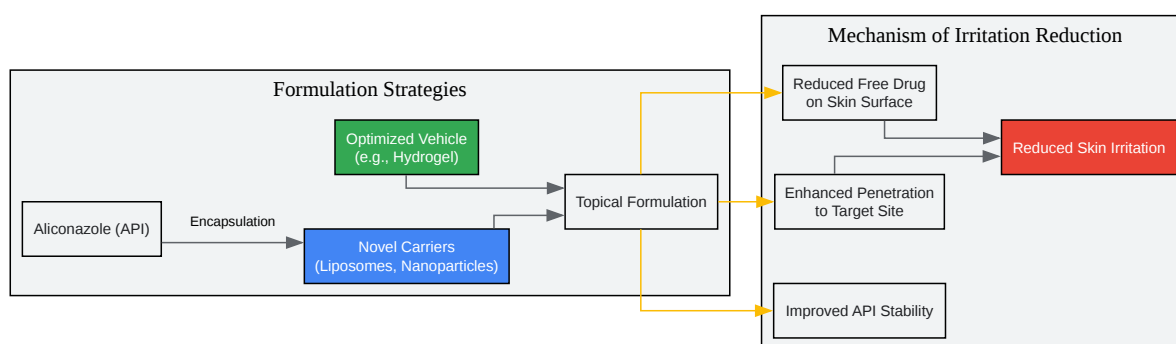 Formulation Strategies
Optimized Vehicle
(e.g., Hydrogel)
Aliconazole (API)
Encapsulation
Novel Carriers
(Liposomes, Nanoparticles)
Topical Formulation
Mechanism of Irritation Reduction
Reduced Free Drug
on Skin Surface
Enhanced Penetration
to Target Site
Improved API Stability
Reduced Skin Irritation